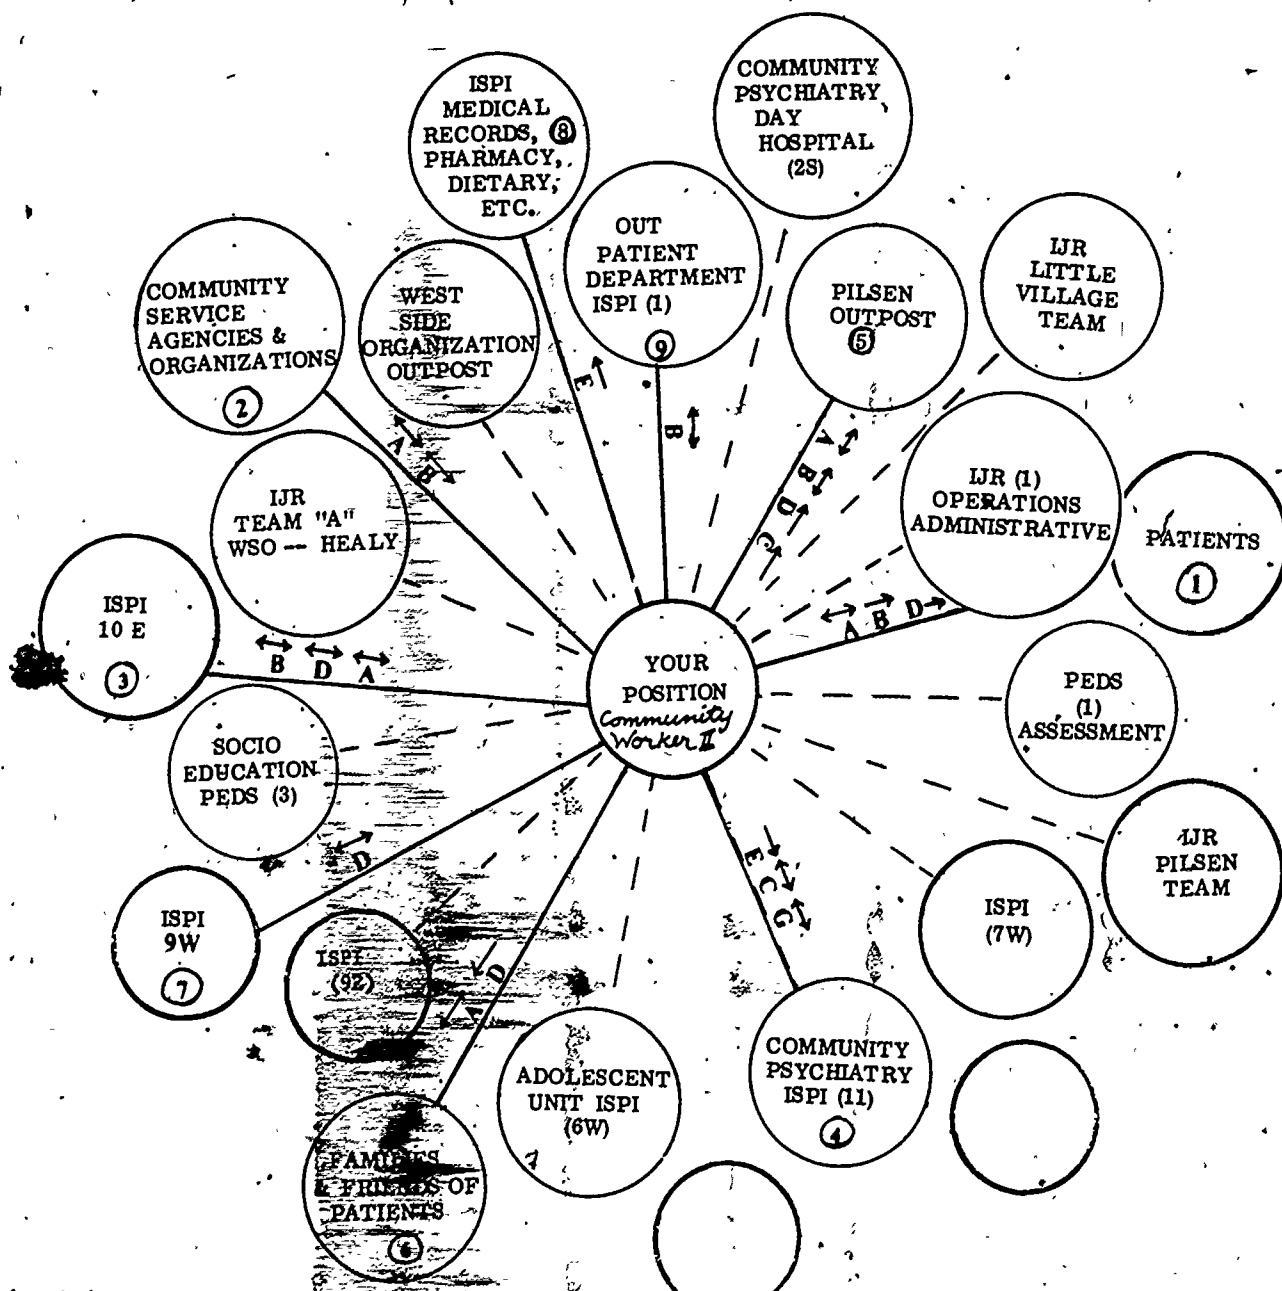 ISPI
MEDICAL
RECORDS, 8
PHARMACY,
DIETARY,
ETC.
COMMUNITY
PSYCHIATRY
DAY
HOSPITAL
(2S)
OUT
PATIENT
DEPARTMENT
ISPI (1)
9
COMMUNITY
SERVICE
AGENCIES &
ORGANIZATIONS
2
WEST
SIDE
ORGANIZATION
OUTPOST
PILSEN
OUTPOST
5
IJR
LITTLE
VILLAGE
TEAM
IJR
TEAM "A"
WSO -- HEALY
IJR (1)
OPERATIONS
ADMINISTRATIVE
PATIENTS
1
ISPI
10 E
3
YOUR
POSITION
Community
Worker II
PEDS
(1)
ASSESSMENT
SOCIO
EDUCATION
PEDS (3)
IJR
PILSEN
TEAM
ISPI
9W
7
ISPI
(92)
ISPI
(7W)
ADOLESCENT
UNIT ISPI
(6W)
COMMUNITY
PSYCHIATRY
ISPI (11)
4
FAMILIES
& FRIENDS OF
PATIENTS
6
A B
E
B
A B D C
A B D
B D A
D
A D
E C G